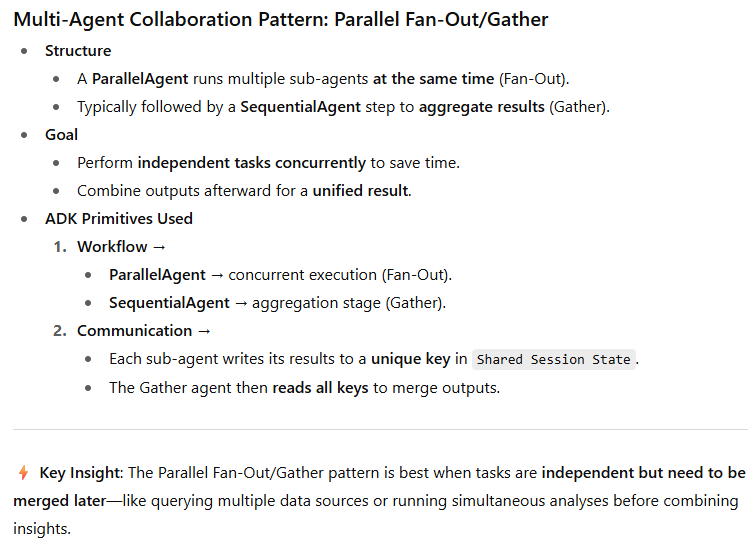 Multi-Agent Collaboration Pattern: Parallel Fan-Out/Gather
• Structure
• A ParallelAgent runs multiple sub-agents at the same time (Fan-Out).
• Typically followed by a SequentialAgent step to aggregate results (Gather).
• Goal
• Perform independent tasks concurrently to save time.
• Combine outputs afterward for a unified result.
• ADK Primitives Used
1. Workflow →
• ParallelAgent → concurrent execution (Fan-Out).
• SequentialAgent → aggregation stage (Gather).
2. Communication →
• Each sub-agent writes its results to a unique key in Shared Session State.
• The Gather agent then reads all keys to merge outputs.
⚡ Key Insight: The Parallel Fan-Out/Gather pattern is best when tasks are independent but need to be
merged later—like querying multiple data sources or running simultaneous analyses before combining
insights.